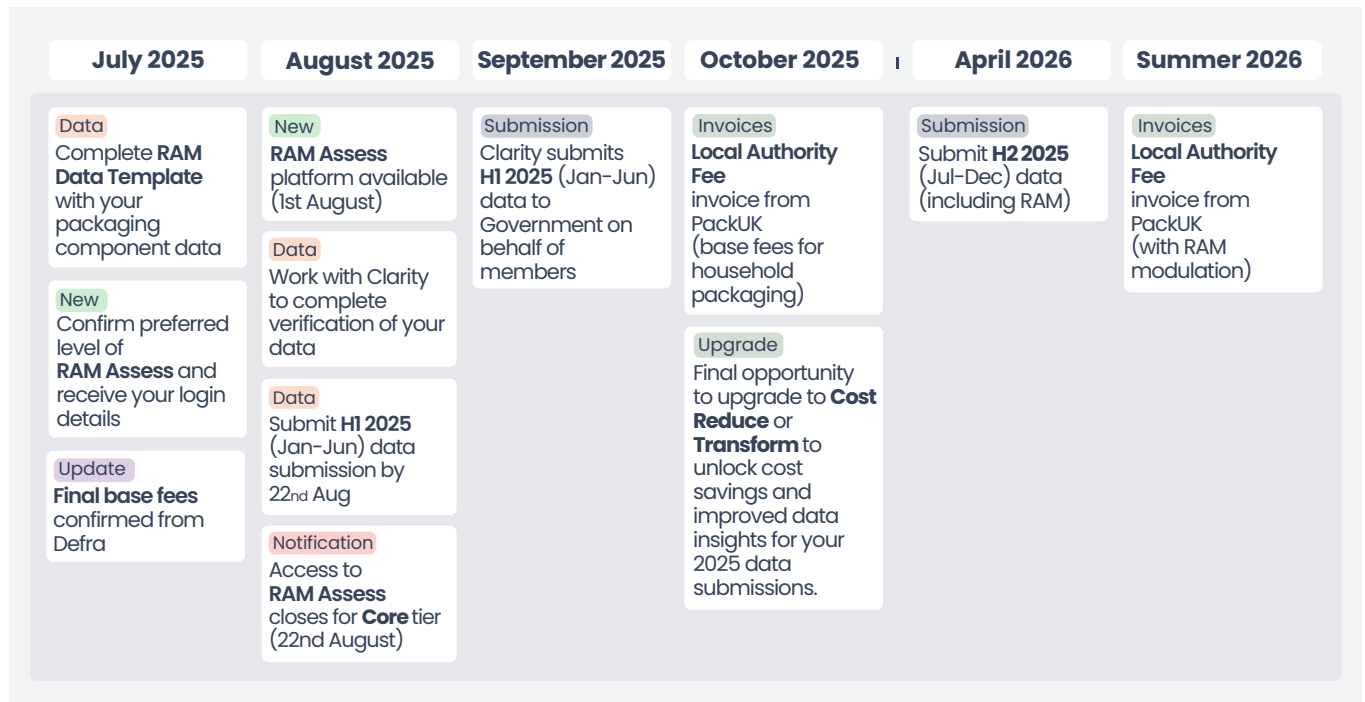 July 2025
August 2025
September 2025
October 2025
April 2026
Summer 2026
Data
Complete RAM
Data Template
with your
packaging
component data
New
Confirm preferred
level of
RAM Assess and
receive your login
details
Update
Final base fees
confirmed from
Defra
New
RAM Assess
platform available
(1st August)
Data
Work with Clarity
to complete
verification of your
data
Data
Submit H1 2025
(Jan-Jun) data
submission by
22nd Aug
Notification
Access to
RAM Assess
closes for Core tier
(22nd August)
Submission
Clarity submits
H1 2025 (Jan-Jun)
data to
Government on
behalf of
members
Invoices
Local Authority
Fee
invoice from
PackUK
(base fees for
household
packaging)
Upgrade
Final opportunity
to upgrade to Cost
Reduce or
Transform to
unlock cost
savings and
improved data
insights for your
2025 data
submissions.
Submission
Submit H2 2025
(Jul-Dec) data
(including RAM)
Invoices
Local Authority
Fee
invoice from
PackUK
(with RAM
modulation)